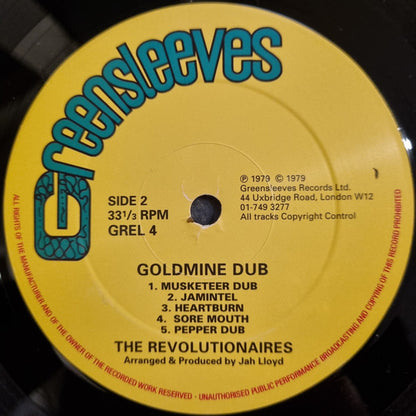 Greensleeves
SIDE 2
33 1/3 RPM
GREL 4
℗ 1979 © 1979
Greensleeves Records Ltd.
44 Uxbridge Road, London W12
01-749 3277
All tracks Copyright Control
GOLDMINE DUB
1. MUSKETEER DUB
2. JAMINTEL
3. HEARTBURN
4. SORE MOUTH
5. PEPPER DUB
THE REVOLUTIONAIRES
Arranged & Produced by Jah Lloyd
ALL RIGHTS OF THE MANUFACTURER AND OF THE OWNER OF THE RECORDED WORK RESERVED - UNAUTHORISED PUBLIC PERFORMANCE BROADCASTING AND COPYING OF THIS RECORD PROHIBITED